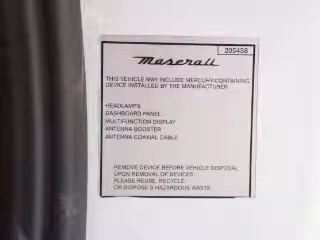 205458
Maserati
THIS VEHICLE MAY INCLUDE MERCURY-CONTAINING
DEVICE INSTALLED BY THE MANUFACTURER:
HEADLAMPS
DASHBOARD PANEL
MULTIFUNCTION DISPLAY
ANTENNA BOOSTER
ANTENNA COAXIAL CABLE
REMOVE DEVICE BEFORE VEHICLE DISPOSAL
UPON REMOVAL OF DEVICES
PLEASE REUSE, RECYCLE
OR DISPOSE S HAZARDOUS WASTE